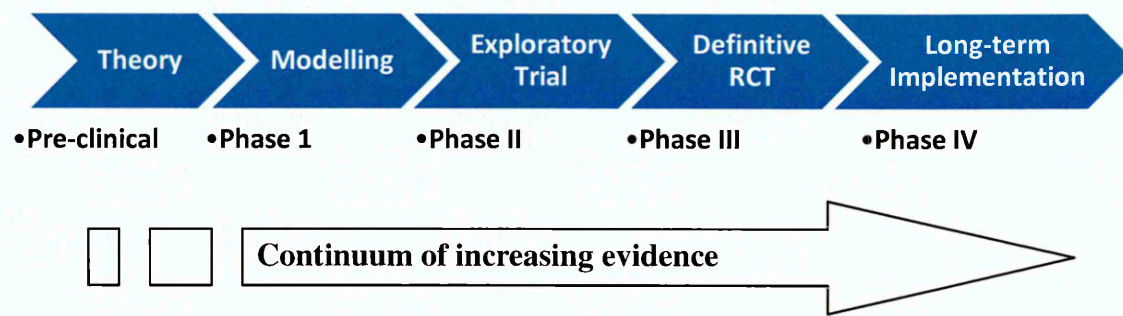 Theory
Modelling
Exploratory
Trial
Definitive
RCT
Long-term
Implementation
•Pre-clinical
•Phase 1
•Phase II
•Phase III
•Phase IV
Continuum of increasing evidence